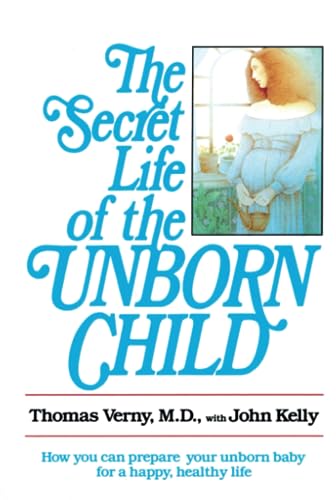 The
Secret
Life
of the
UNBORN
CHILD
Thomas Verny, M.D., with John Kelly
How you can prepare your unborn baby
for a happy, healthy life